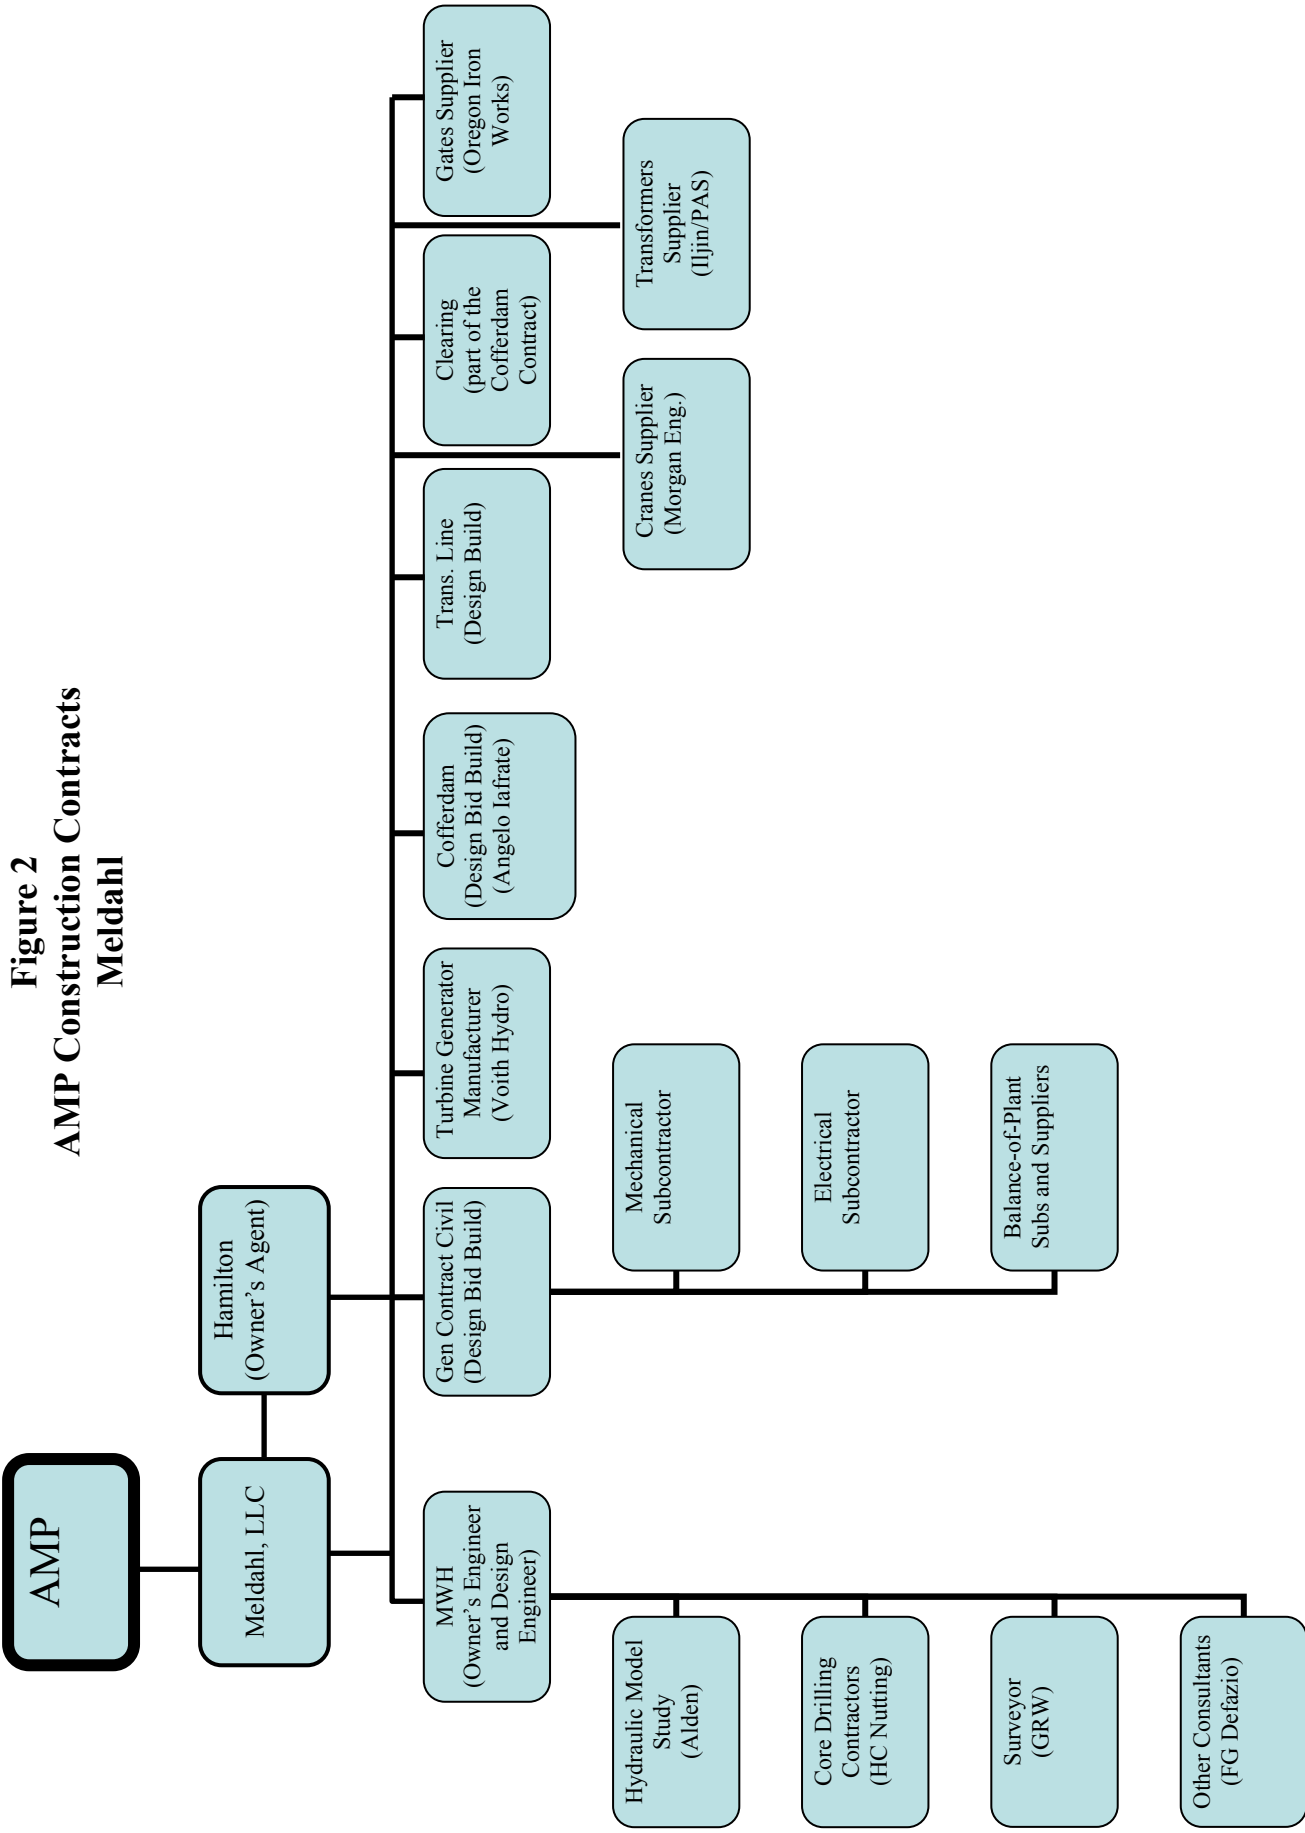 Figure 2
AMP Construction Contracts
Meldahl
AMP
Meldahl, LLC
Hamilton
(Owner’s Agent)
MWH
(Owner’s Engineer
and Design
Engineer)
Gen Contract Civil
(Design Bid Build)
Turbine Generator
Manufacturer
(Voith Hydro)
Cofferdam
(Design Bid Build)
(Angelo Iafrate)
Trans. Line
(Design Build)
Clearing
(part of the
Cofferdam
Contract)
Gates Supplier
(Oregon Iron
Works)
Hydraulic Model
Study
(Alden)
Mechanical
Subcontractor
Cranes Supplier
(Morgan Eng.)
Transformers
Supplier
(Iljin/PAS)
Core Drilling
Contractors
(HC Nutting)
Electrical
Subcontractor
Surveyor
(GRW)
Balance-of-Plant
Subs and Suppliers
Other Consultants
(FG Defazio)